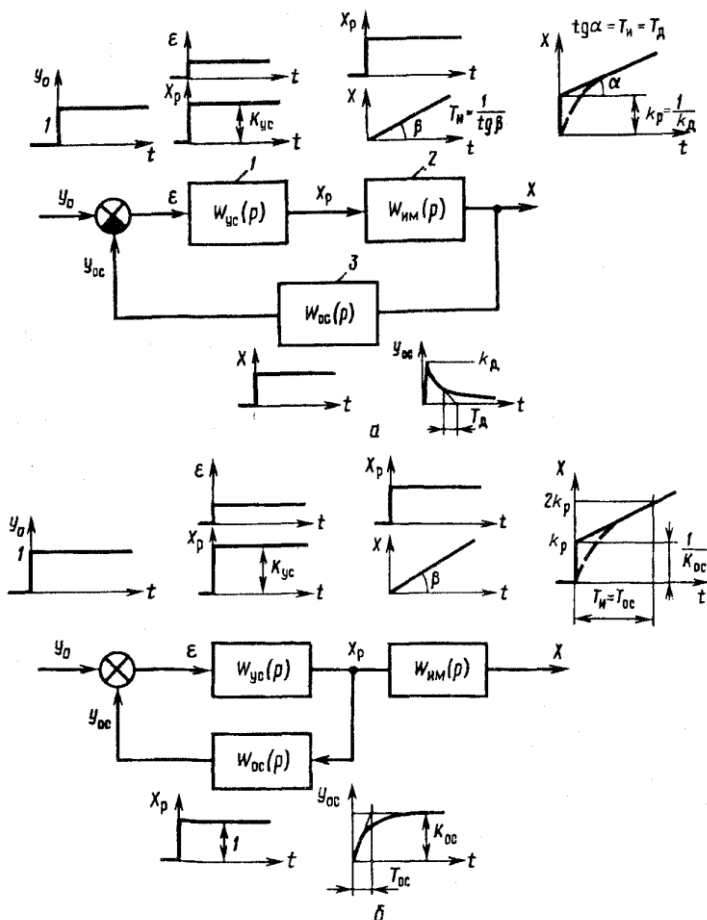 ε
t
Xр
t
tgα = Tи = Tд
X
α
kр = 1/kд
t
y0
1
t
Xр
Kус
t
X
β
Tи = 1/tgβ
t
1
2
y0
ε
Wус(p)
Xр
Wим(p)
X
yос
3
Wос(p)
X
t
yос
kд
t
Tд
а
ε
t
Xр
t
X
2kр
kр
1/Kос
t
Tи = Tос
y0
1
t
Xр
Kус
t
X
β
t
y0
ε
Wус(p)
Xр
Wим(p)
X
yос
Wос(p)
Xр
1
t
yос
Kос
t
Tос
б